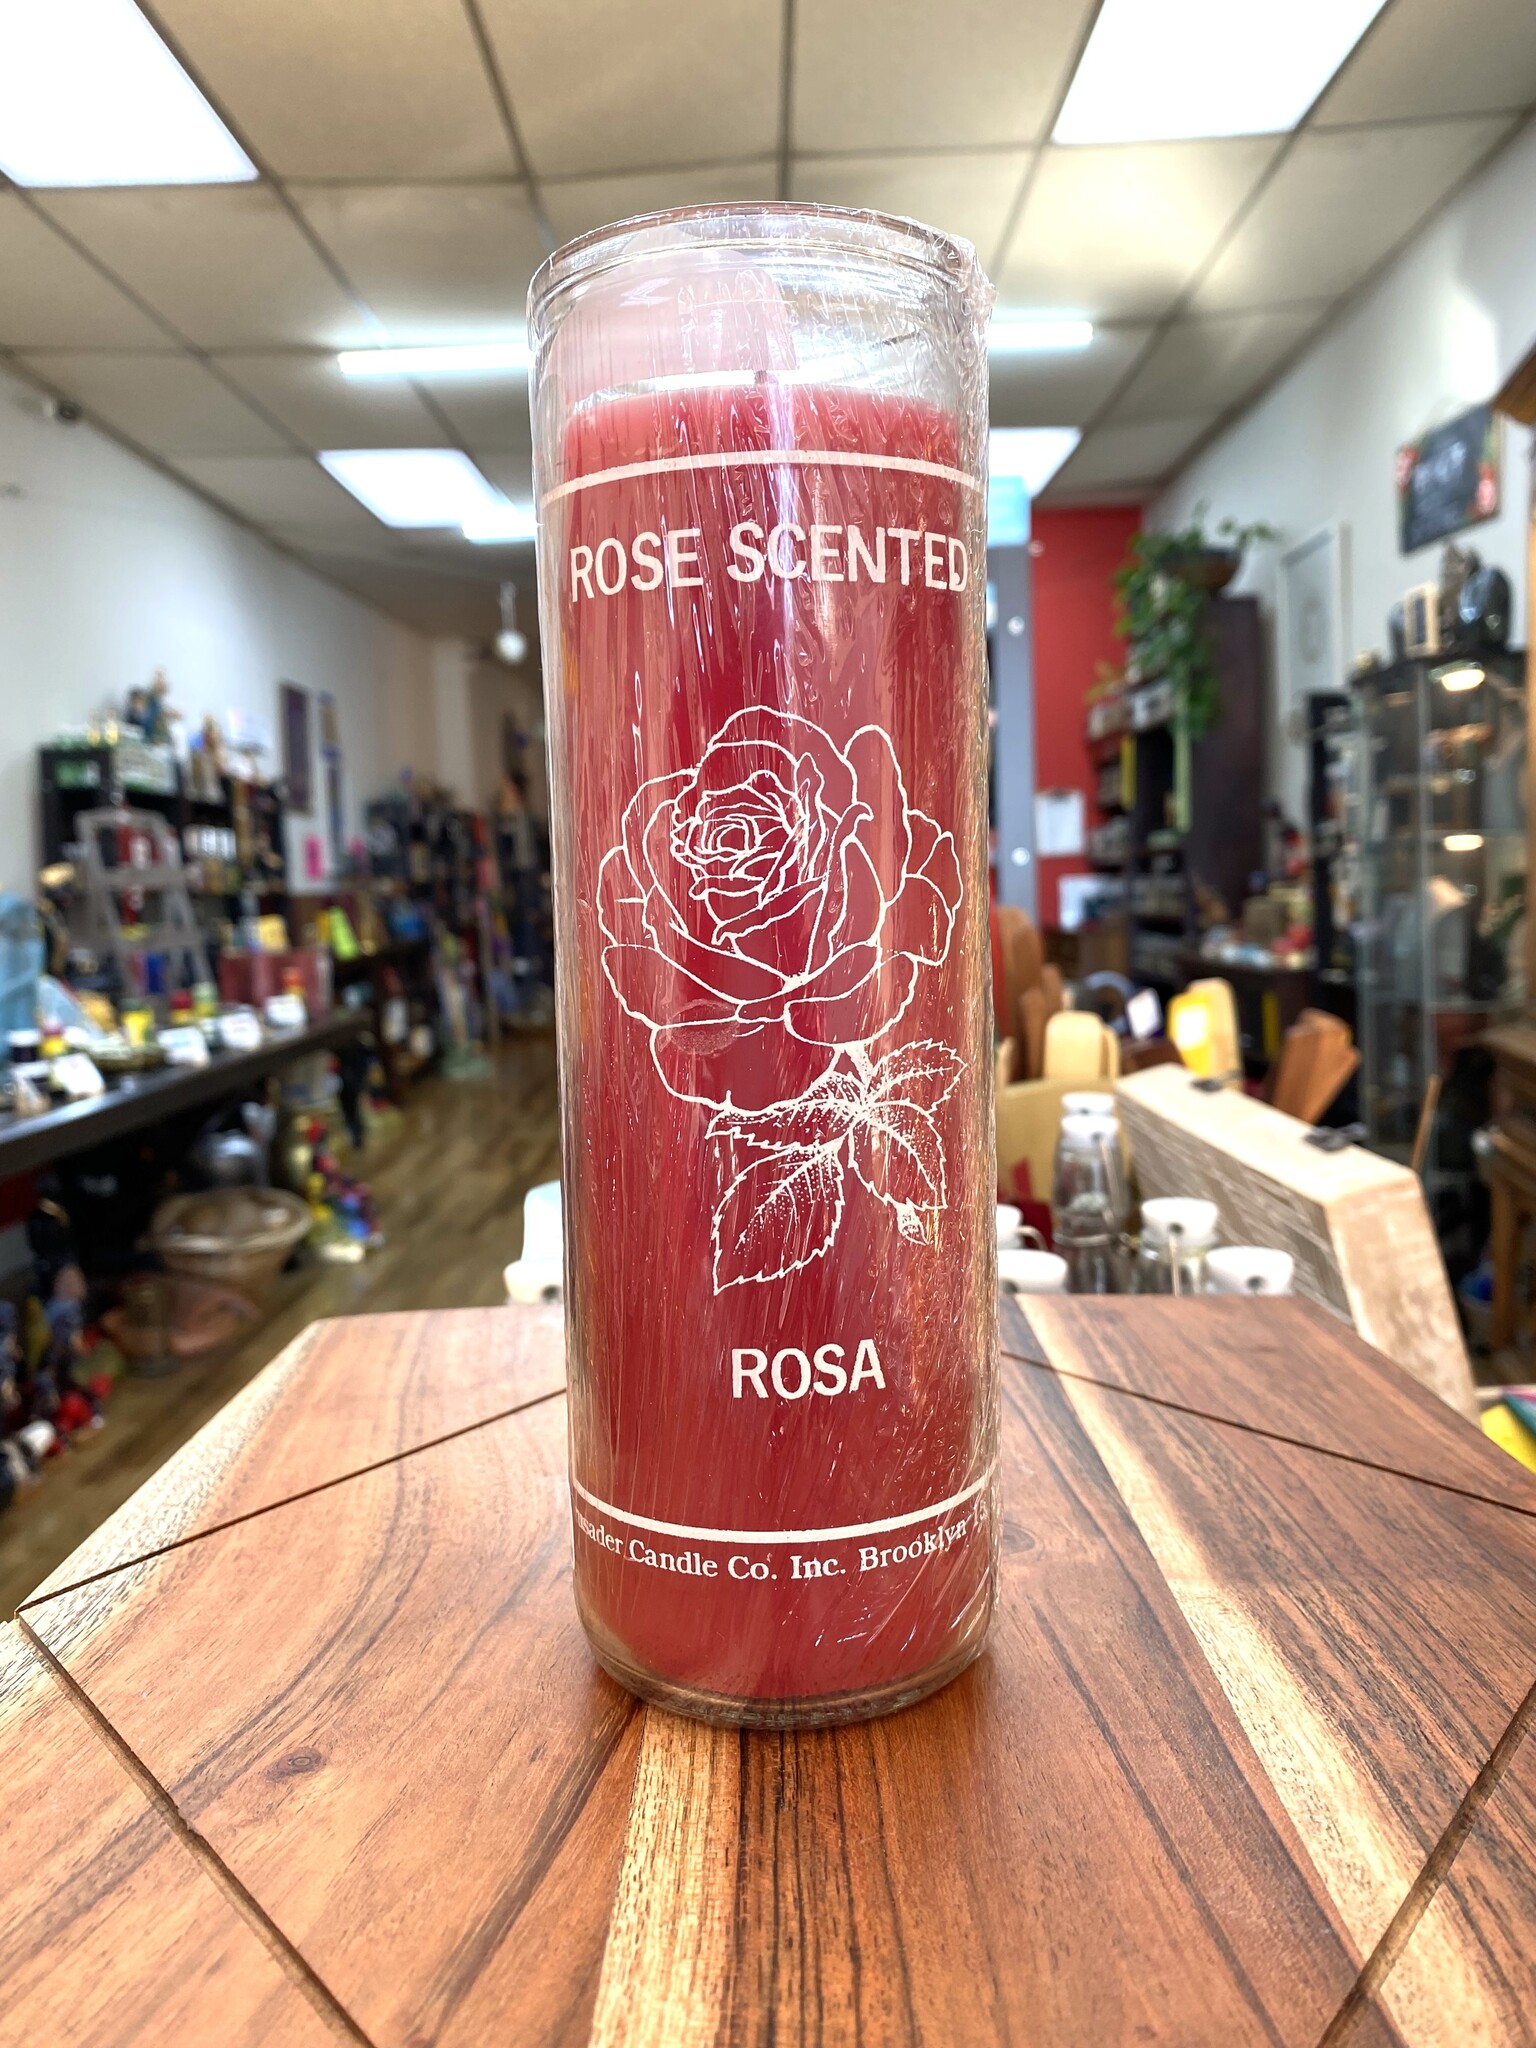 ROSE SCENTED
ROSA
Candle Co. Inc. Brooklyn